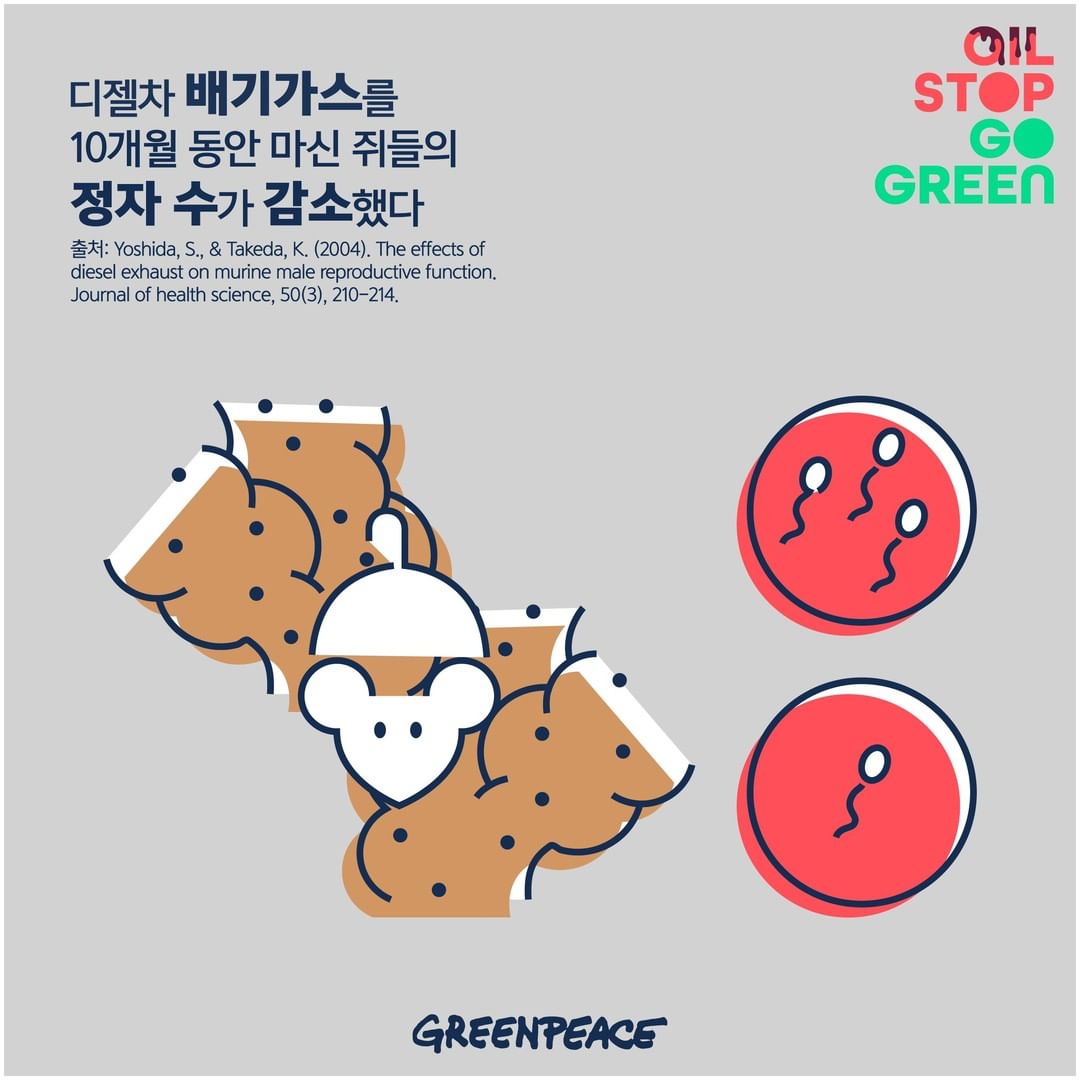 디젤차 배기가스를
10개월 동안 마신 쥐들의
정자 수가 감소했다
출처: Yoshida, S., & Takeda, K. (2004). The effects of
diesel exhaust on murine male reproductive function.
Journal of health science, 50(3), 210-214.
OIL
STOP
GO
GREEN
GREENPEACE